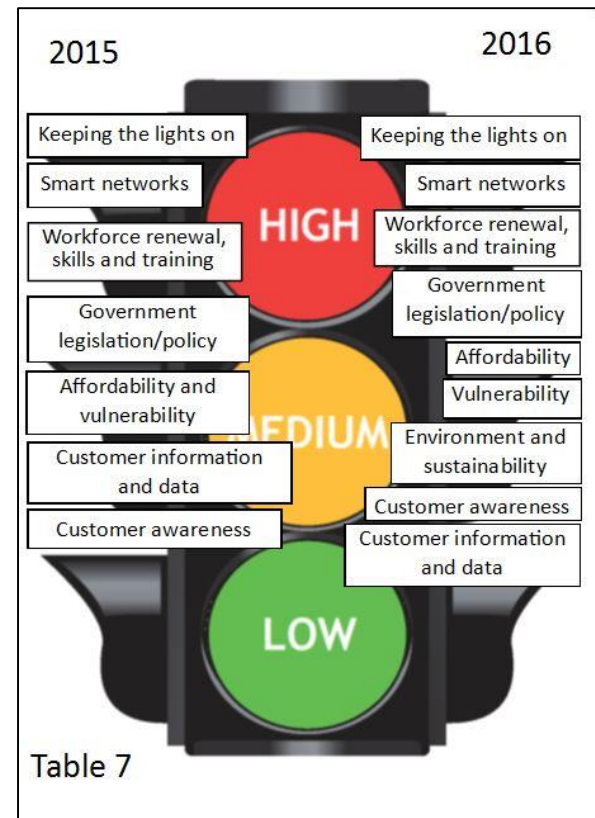 2015
2016
Keeping the lights on
Smart networks
Workforce renewal,
skills and training
Government
legislation/policy
Affordability and
vulnerability
Customer information
and data
Customer awareness
HIGH
MEDIUM
LOW
Keeping the lights on
Smart networks
Workforce renewal,
skills and training
Government
legislation/policy
Affordability
Vulnerability
Environment and
sustainability
Customer awareness
Customer information
and data
Table 7